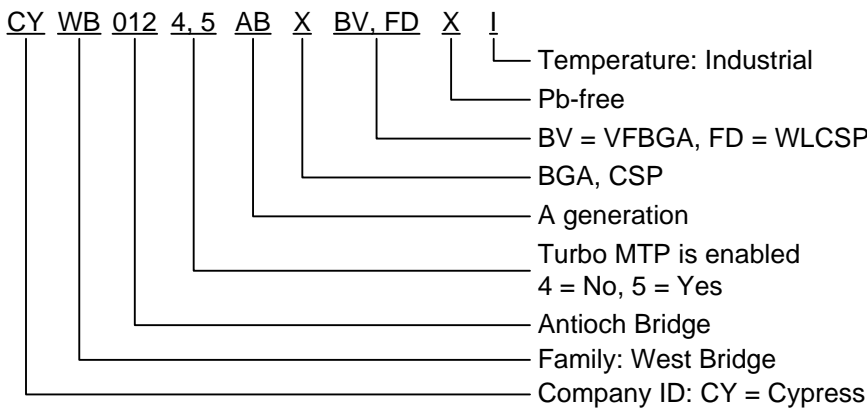 CY WB 012 4, 5 AB X BV, FD X I
Temperature: Industrial
Pb-free
BV = VFBGA, FD = WLCSP
BGA, CSP
A generation
Turbo MTP is enabled
4 = No, 5 = Yes
Antioch Bridge
Family: West Bridge
Company ID: CY = Cypress